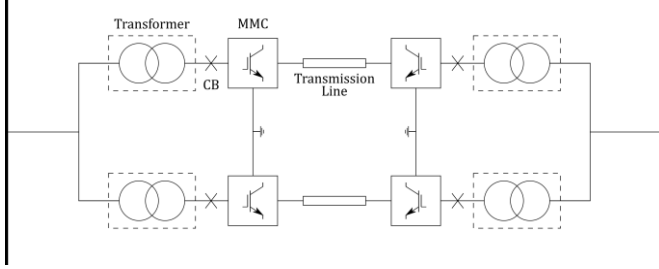 Transformer
MMC
CB
Transmission
Line